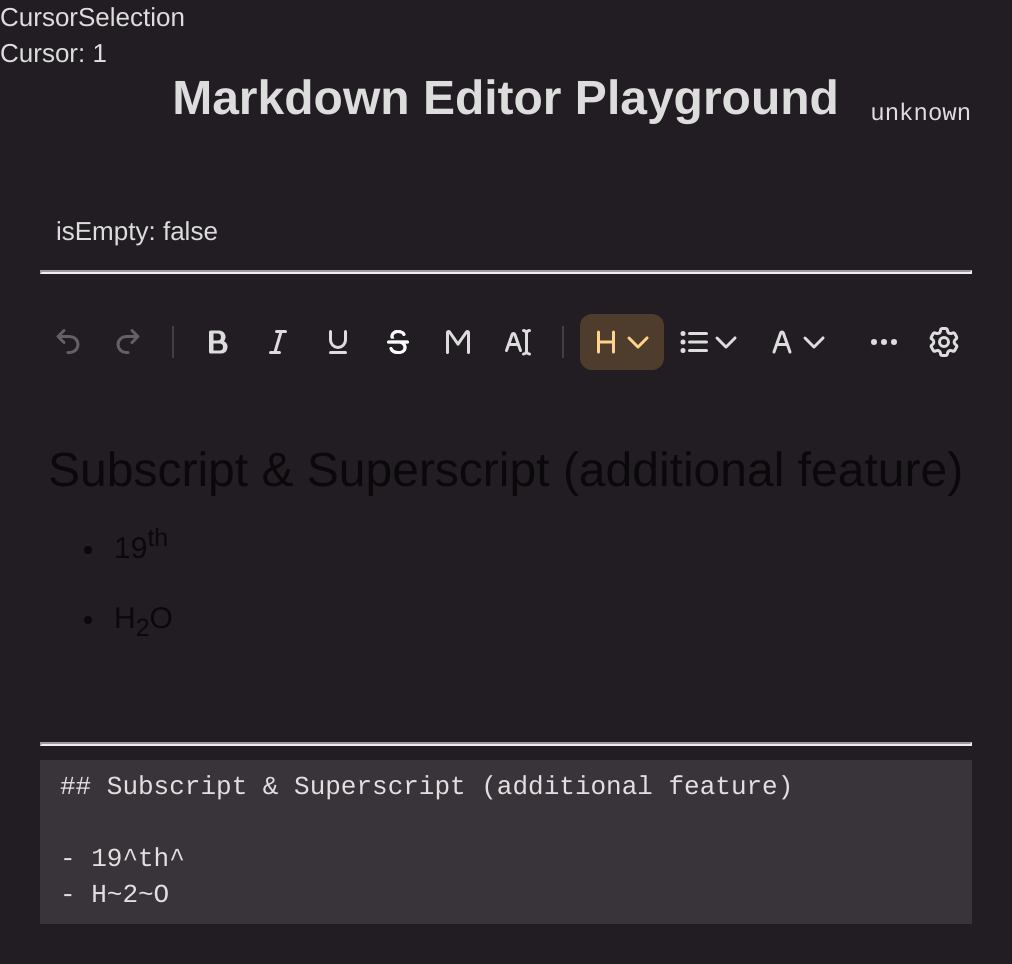 CursorSelection
Cursor: 1
Markdown Editor Playground unknown
isEmpty: false
B I U S M A H A
Subscript & Superscript (additional feature)
• 19^th
• H₂O
## Subscript & Superscript (additional feature)
- 19^th^
- H~2~O